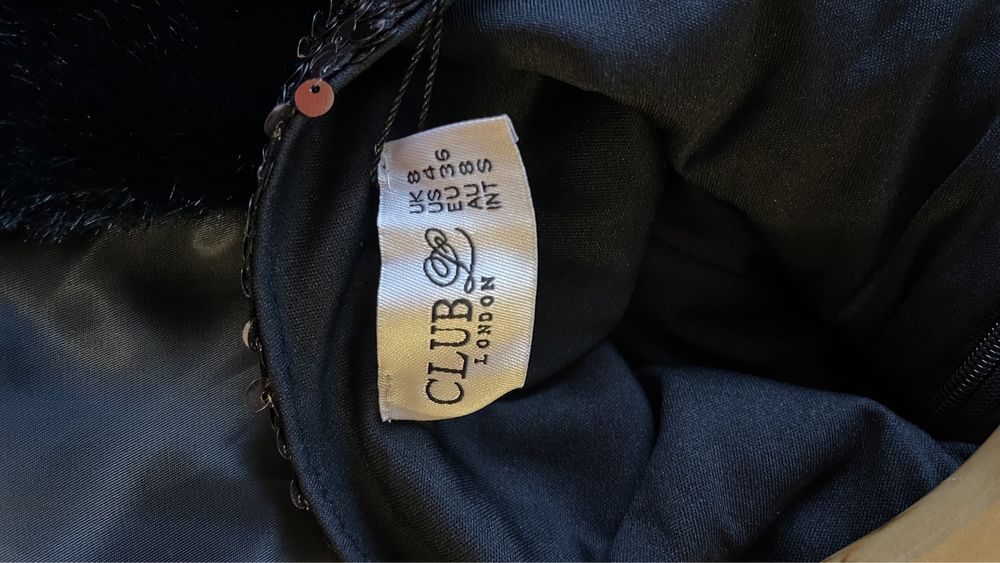 CLUB L
LONDON
UK 8
US 4
EU 36
AU 8
INT S